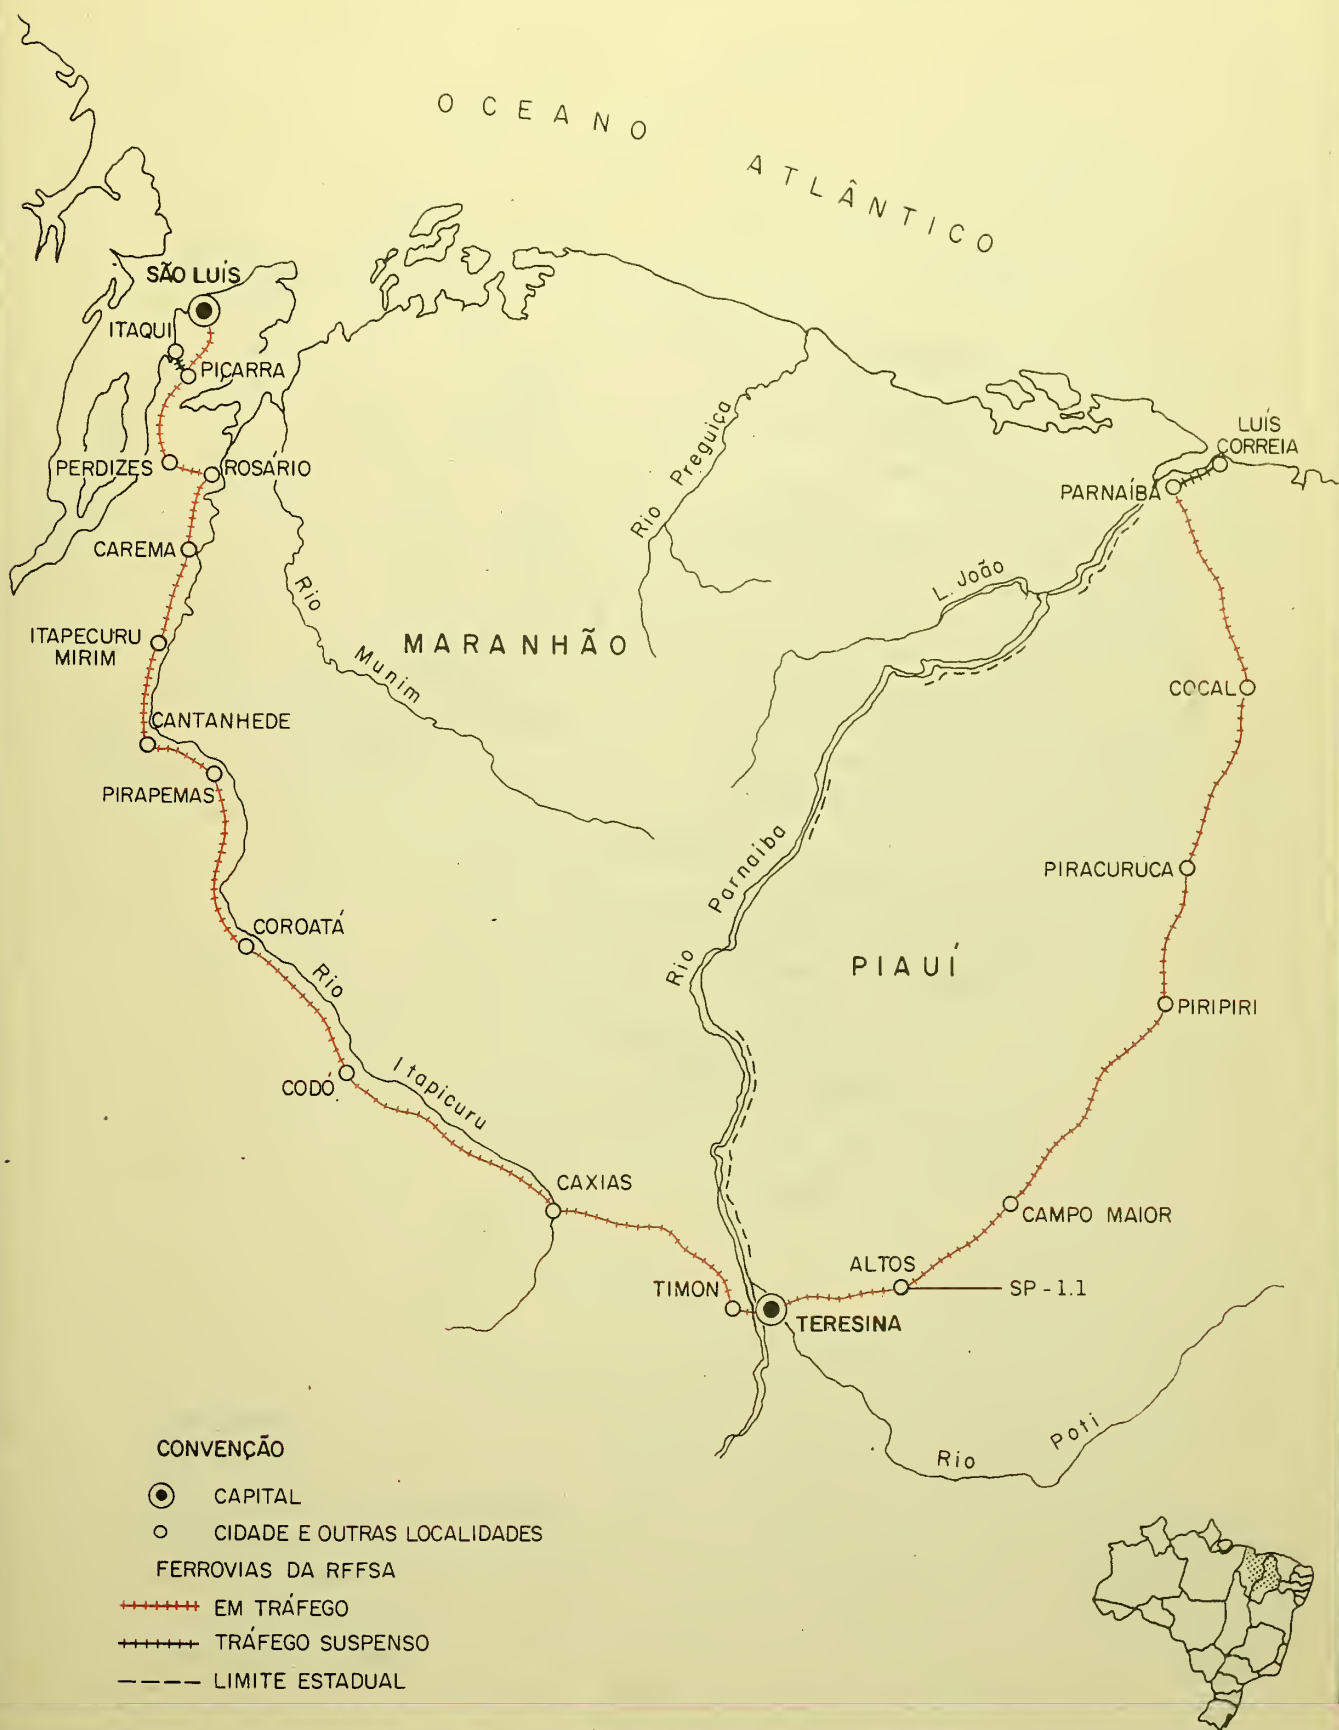 OCEANO ATLÂNTICO
SÃO LUÍS
ITAQUI
PIÇARRA
PERDIZES
ROSÁRIO
CAREMA
ITAPECURU
MIRIM
CANTANHEDE
PIRAPEMAS
COROATÁ
CODÓ
CAXIAS
TIMON
TERESINA
ALTOS
SP-1.1
CAMPO MAIOR
PIRIPIRI
PIRACURUCA
COCAL
PARNAÍBA
LUÍS
CORREIA
MARANHÃO
PIAUÍ
Rio Preguiça
Rio Munim
L. João
Rio Parnaíba
Rio Itapicuru
Rio Poti
CONVENÇÃO
CAPITAL
CIDADE E OUTRAS LOCALIDADES
FERROVIAS DA RFFSA
EM TRÁFEGO
TRÁFEGO SUSPENSO
LIMITE ESTADUAL